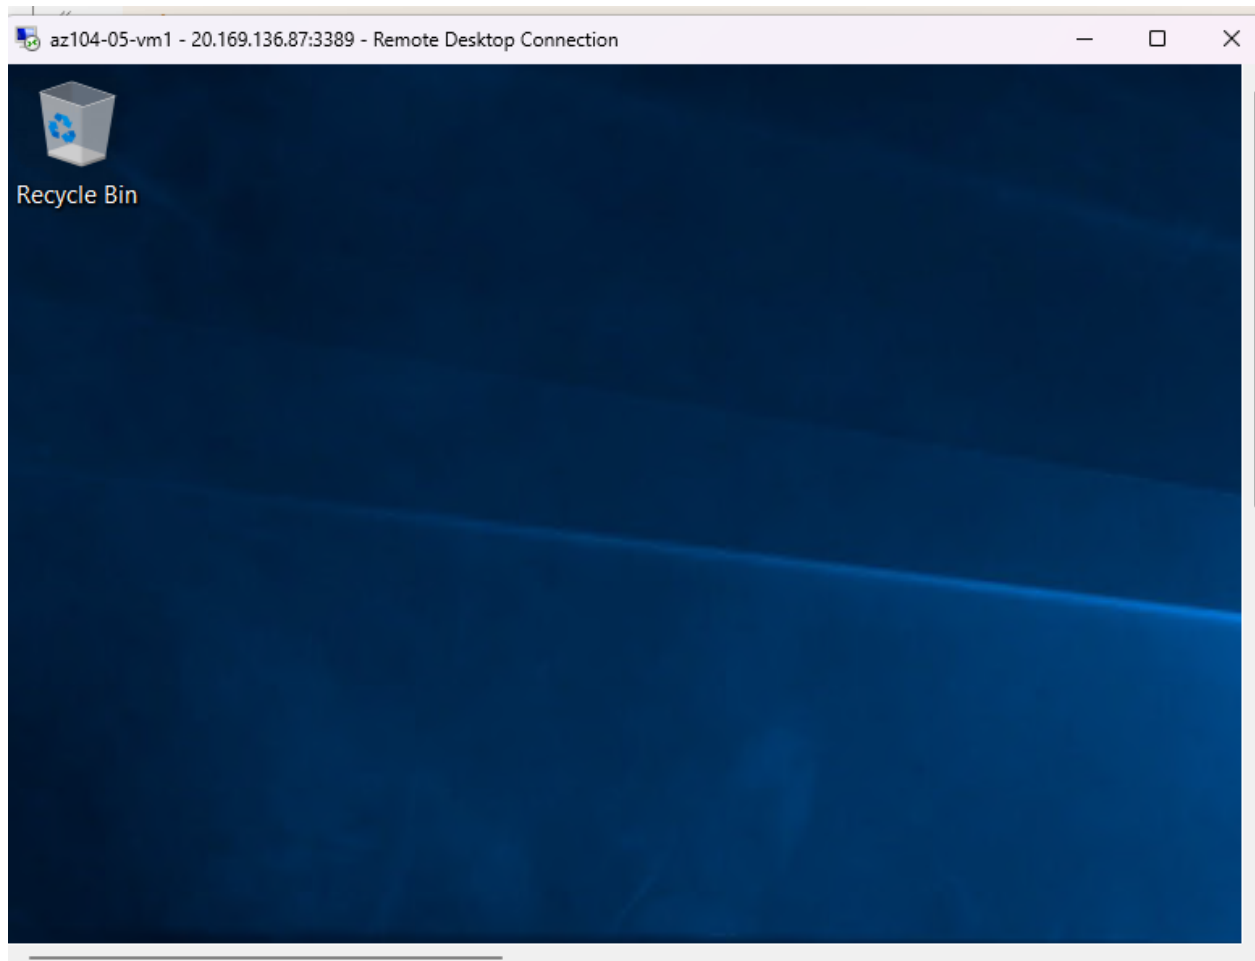 az104-05-vm1 - 20.169.136.87:3389 - Remote Desktop Connection
Recycle Bin